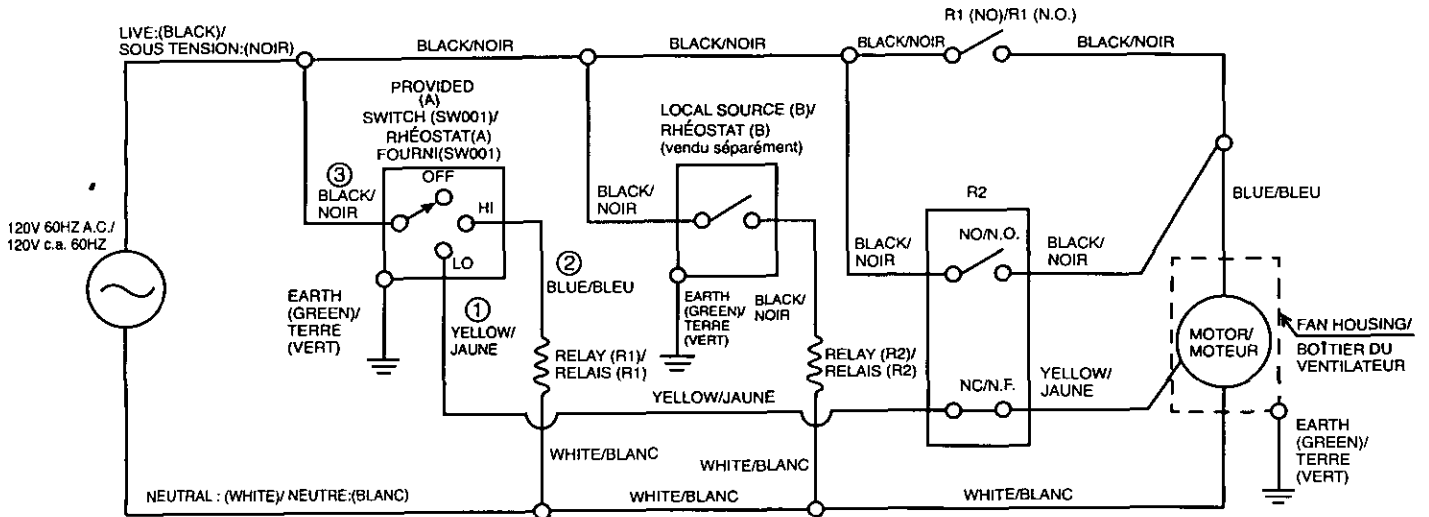 R1 (NO)/R1 (N.O.)
LIVE:(BLACK)/
SOUS TENSION:(NOIR)
BLACK/NOIR
BLACK/NOIR
BLACK/NOIR
BLACK/NOIR
PROVIDED
(A)
SWITCH (SW001)/
RHÉOSTAT(A)
FOURNI(SW001)
LOCAL SOURCE (B)/
RHÉOSTAT (B)
(vendu séparément)
③
BLACK/
NOIR
OFF
HI
LO
BLACK/
NOIR
R2
BLUE/BLEU
120V 60HZ A.C./
120V c.a. 60HZ
②
BLUE/BLEU
BLACK/
NOIR
NO/N.O.
BLACK/
NOIR
EARTH
(GREEN)/
TERRE
(VERT)
①
YELLOW/
JAUNE
EARTH
(GREEN)/
TERRE
(VERT)
BLACK/
NOIR
MOTOR/
MOTEUR
FAN HOUSING/
BOÎTIER DU
VENTILATEUR
RELAY (R1)/
RELAIS (R1)
RELAY (R2)/
RELAIS (R2)
YELLOW/JAUNE
NC/N.F.
YELLOW/
JAUNE
EARTH
(GREEN)/
TERRE
(VERT)
WHITE/BLANC
WHITE/BLANC
NEUTRAL : (WHITE)/ NEUTRE:(BLANC)
WHITE/BLANC
WHITE/BLANC